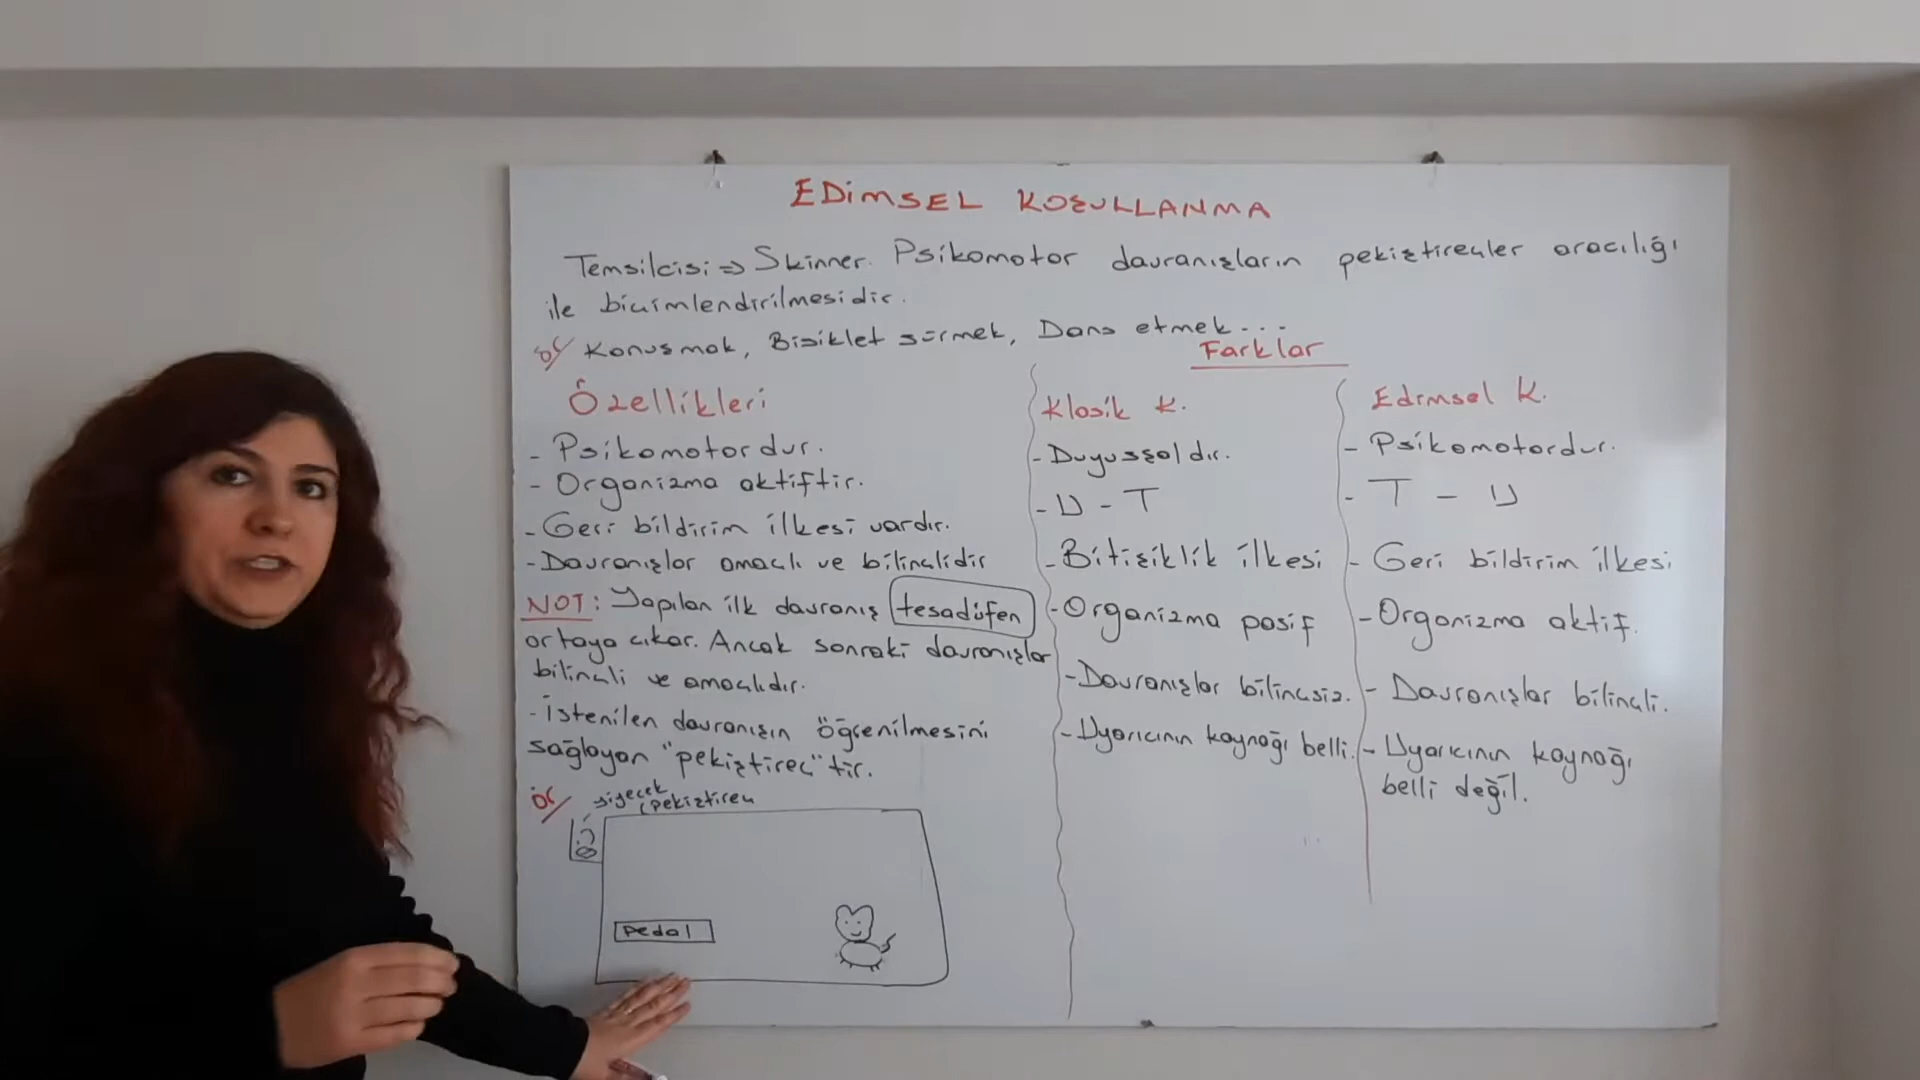 EDİMSEL KOŞULLANMA
Temsilcisi => Skinner. Psikomotor davranışların pekiştireçler aracılığı
ile biçimlendirilmesidir.
ör/ Konuşmak, Bisiklet sürmek, Dans etmek...
Özellikleri
- Psikomotordur.
- Organizma aktiftir.
- Geri bildirim ilkesi vardır.
- Davranışlar amaçlı ve bilinçlidir
NOT: Yapılan ilk davranış tesadüfen
ortaya çıkar. Ancak sonraki davranışlar
bilinçli ve amaçlıdır.
- İstenilen davranışın öğrenilmesini
sağlayan "pekiştireç" tir.
ör/ yiyecek
(pekiştireç
pedal
Farklar
Klasik K.
- Duyuşsaldır.
- U - T
- Bitişiklik ilkesi
- Organizma pasif
- Davranışlar bilinçsiz.
- Uyarıcının kaynağı belli.
Edimsel K.
- Psikomotordur.
- T - U
- Geri bildirim ilkesi
- Organizma aktif.
- Davranışlar bilinçli.
- Uyarıcının kaynağı
belli değil.